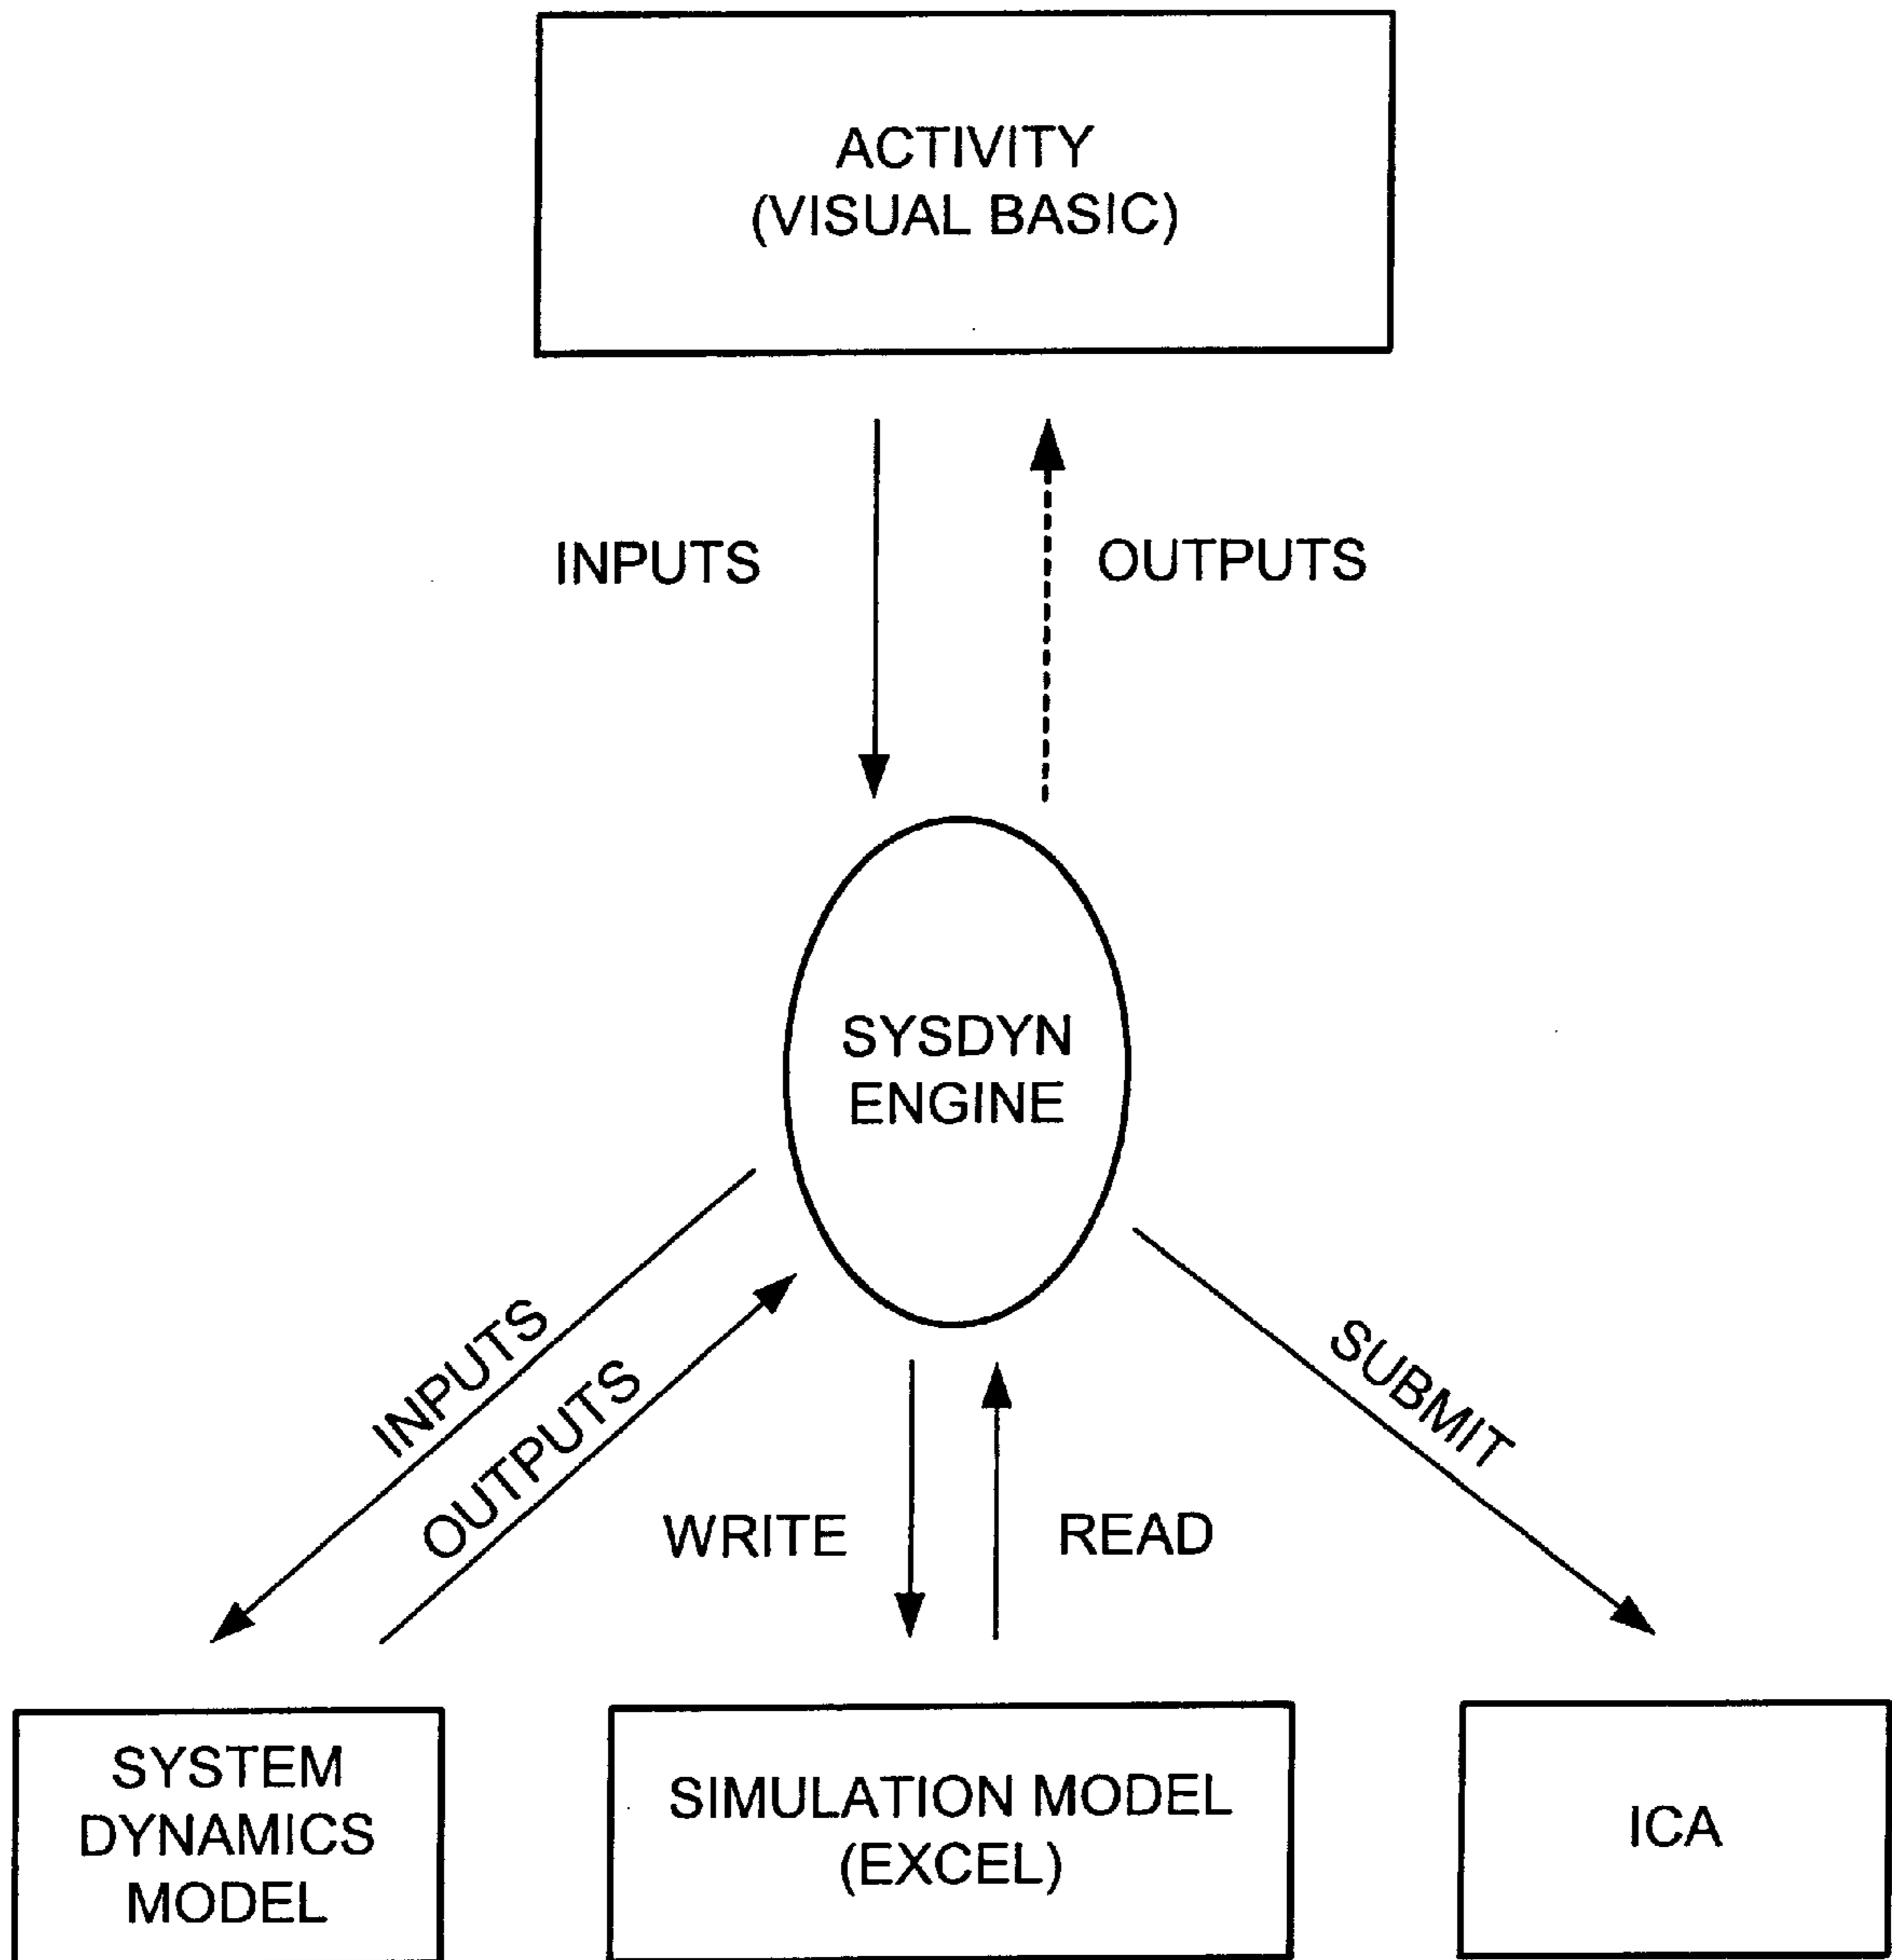 ACTIVITY
(VISUAL BASIC)
INPUTS
OUTPUTS
SYSDYN
ENGINE
INPUTS
OUTPUTS
WRITE
READ
SUBMIT
SYSTEM
DYNAMICS
MODEL
SIMULATION MODEL
(EXCEL)
ICA